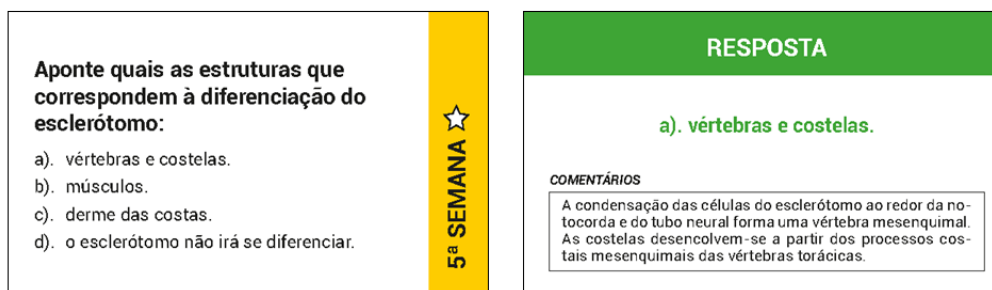 Aponte quais as estruturas que
correspondem à diferenciação do
esclerótomo:
a). vértebras e costelas.
b). músculos.
c). derme das costas.
d). o esclerótomo não irá se diferenciar.
5ª SEMANA
RESPOSTA
a). vértebras e costelas.
COMENTÁRIOS
A condensação das células do esclerótomo ao redor da no-
tocorda e do tubo neural forma uma vértebra mesenquimal.
As costelas desencolvem-se a partir dos processos cos-
tais mesenquimais das vértebras torácicas.